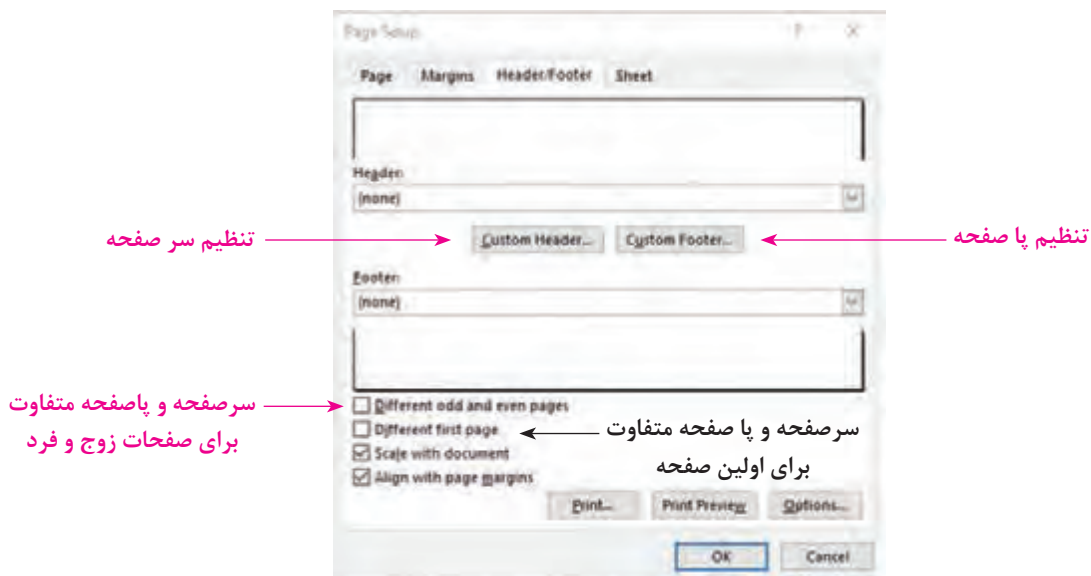 Page Setup
? X
Page Margins Header/Footer Sheet
Header:
(none)
تنظیم سر صفحه
Custom Header... Custom Footer...
تنظیم پا صفحه
Footer:
(none)
سرصفحه و پاصفحه متفاوت
برای صفحات زوج و فرد
Different odd and even pages
Different first page
سرصفحه و پا صفحه متفاوت
برای اولین صفحه
Scale with document
Align with page margins
Print... Print Preview Options...
OK Cancel